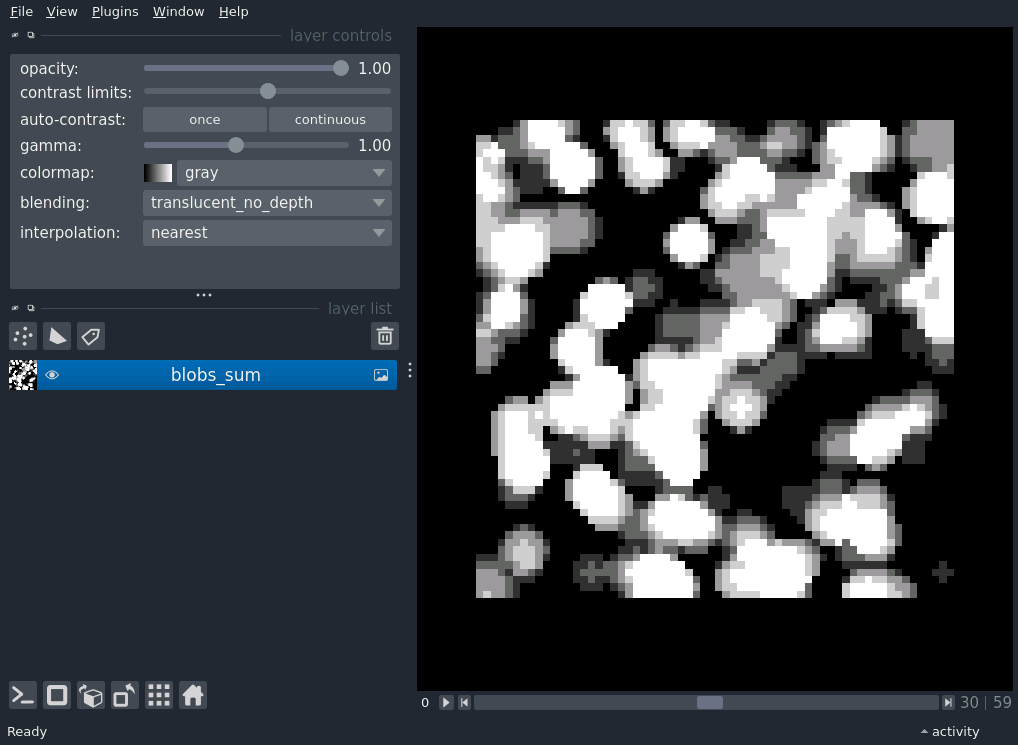 File View Plugins Window Help
layer controls
opacity: 1.00
contrast limits:
auto-contrast: once continuous
gamma: 1.00
colormap: gray
blending: translucent_no_depth
interpolation: nearest
layer list
blobs_sum
0 30 | 59
Ready activity